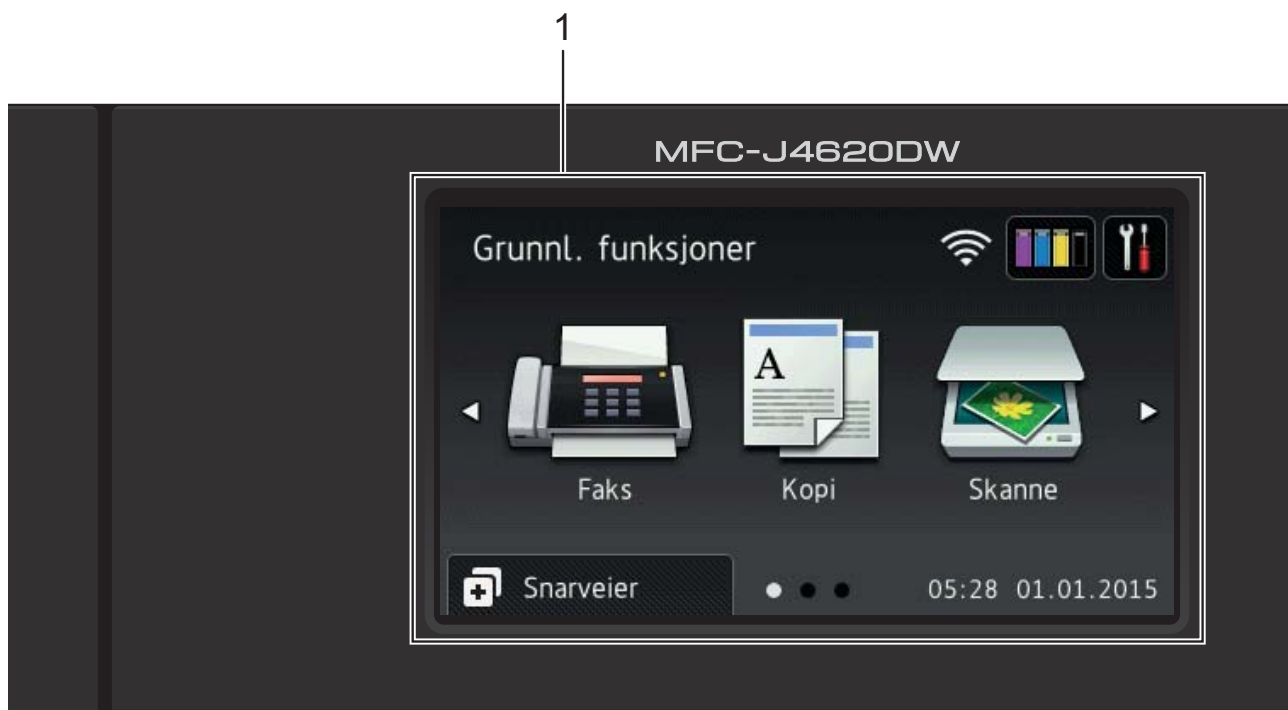 1
MFC-J4620DW
Grunnl. funksjoner
A
Faks Kopi Skanne
Snarveier 05:28 01.01.2015